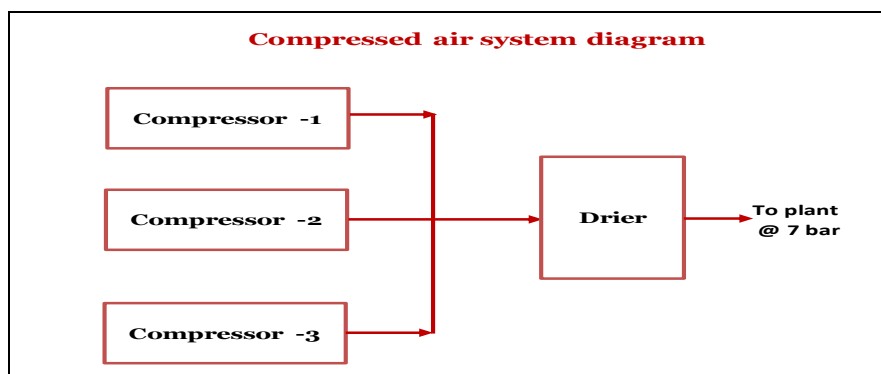 Compressed air system diagram
Compressor -1
Compressor -2
Compressor -3
Drier
To plant
@ 7 bar